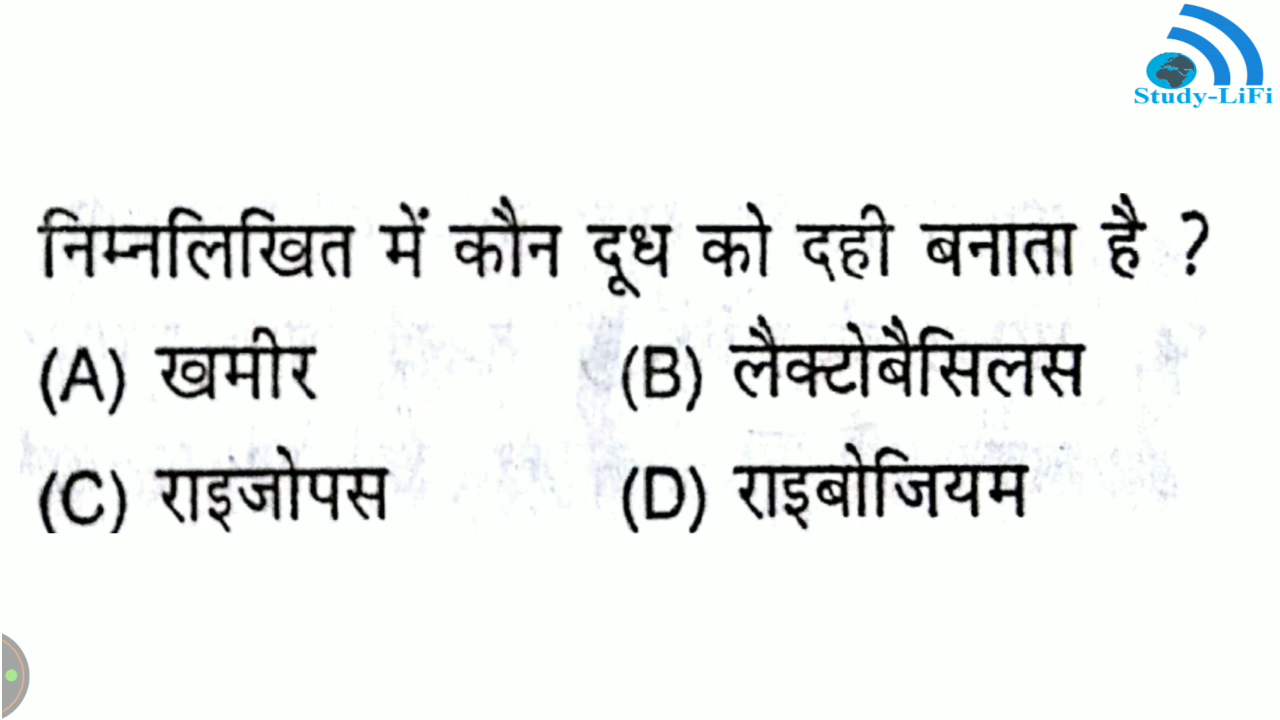 Study-LiFi
निम्नलिखित में कौन दूध को दही बनाता है ?
(A) खमीर (B) लैक्टोबैसिलस
(C) राइजोपस (D) राइबोजियम